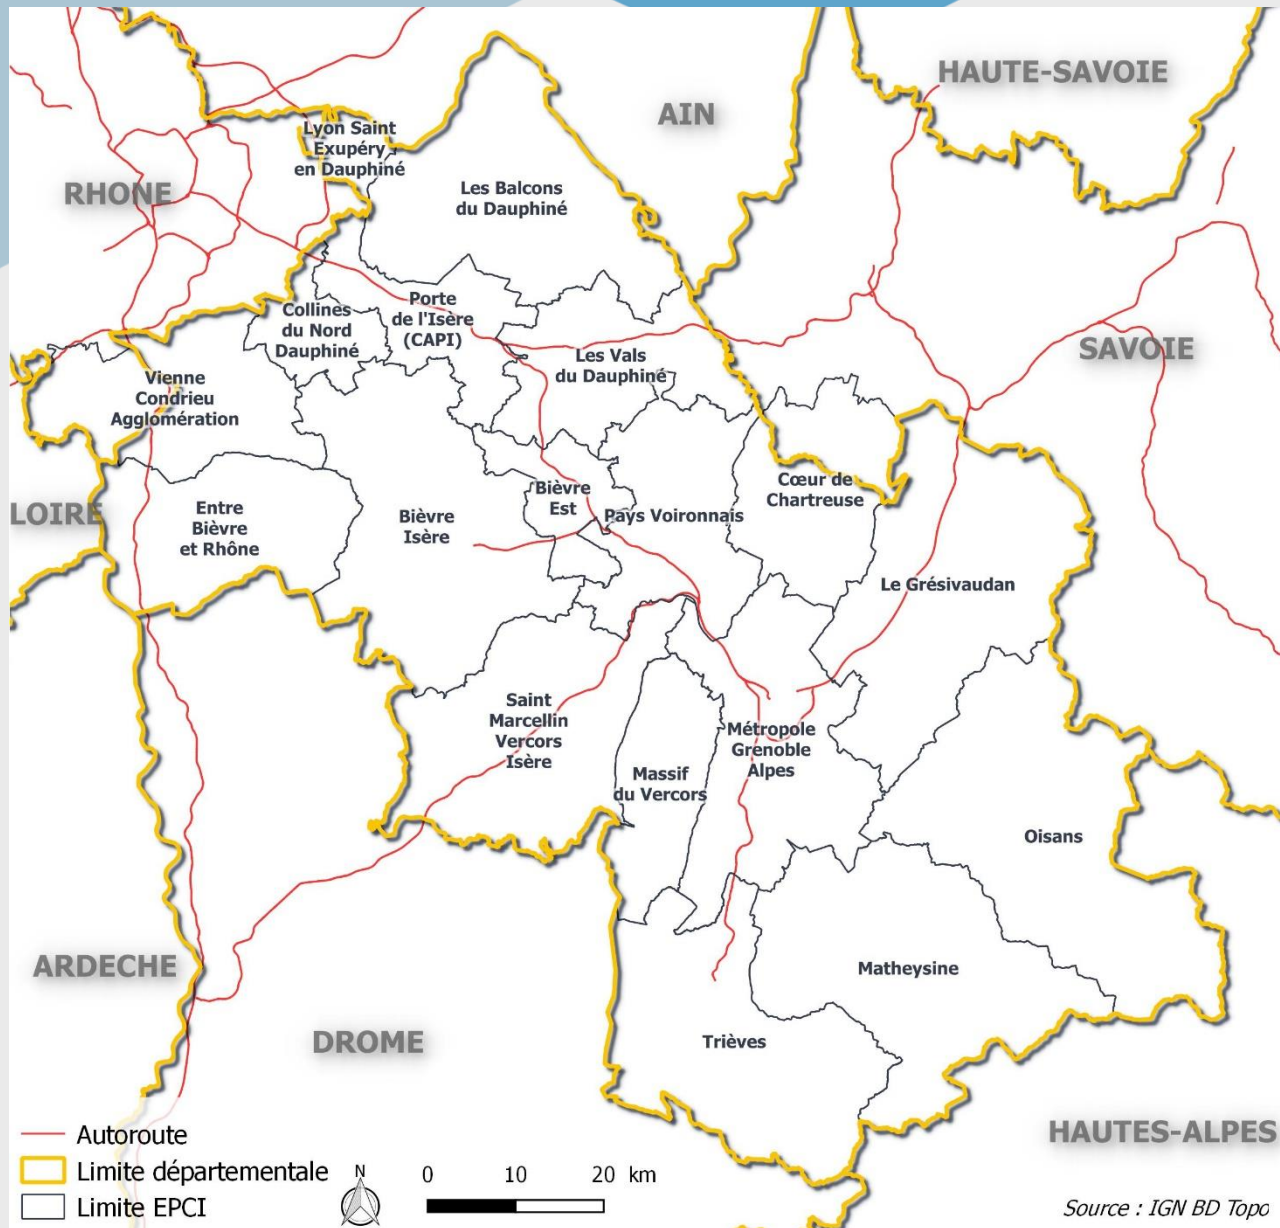 HAUTE-SAVOIE
AIN
Lyon Saint
Exupéry
en Dauphiné
RHONE
Les Balcons
du Dauphiné
Porte
de l'Isère
(CAPI)
Collines
du Nord
Dauphiné
SAVOIE
Les Vals
du Dauphiné
Vienne
Condrieu
Agglomération
Cœur de
Chartreuse
Bièvre
Est
LOIRE
Entre
Bièvre
et Rhône
Bièvre
Isère
Pays Voironnais
Le Grésivaudan
Saint
Marcellin
Vercors
Isère
Métropole
Grenoble
Alpes
Massif
du Vercors
Oisans
ARDECHE
Matheysine
DROME
Trièves
HAUTES-ALPES
Autoroute
Limite départementale
Limite EPCI
N
0 10 20 km
Source : IGN BD Topo